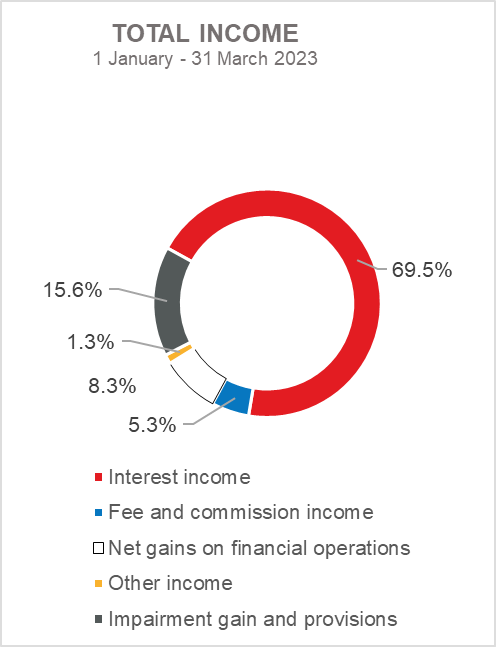 TOTAL INCOME
1 January - 31 March 2023
69.5%
15.6%
1.3%
8.3%
5.3%
Interest income
Fee and commission income
Net gains on financial operations
Other income
Impairment gain and provisions